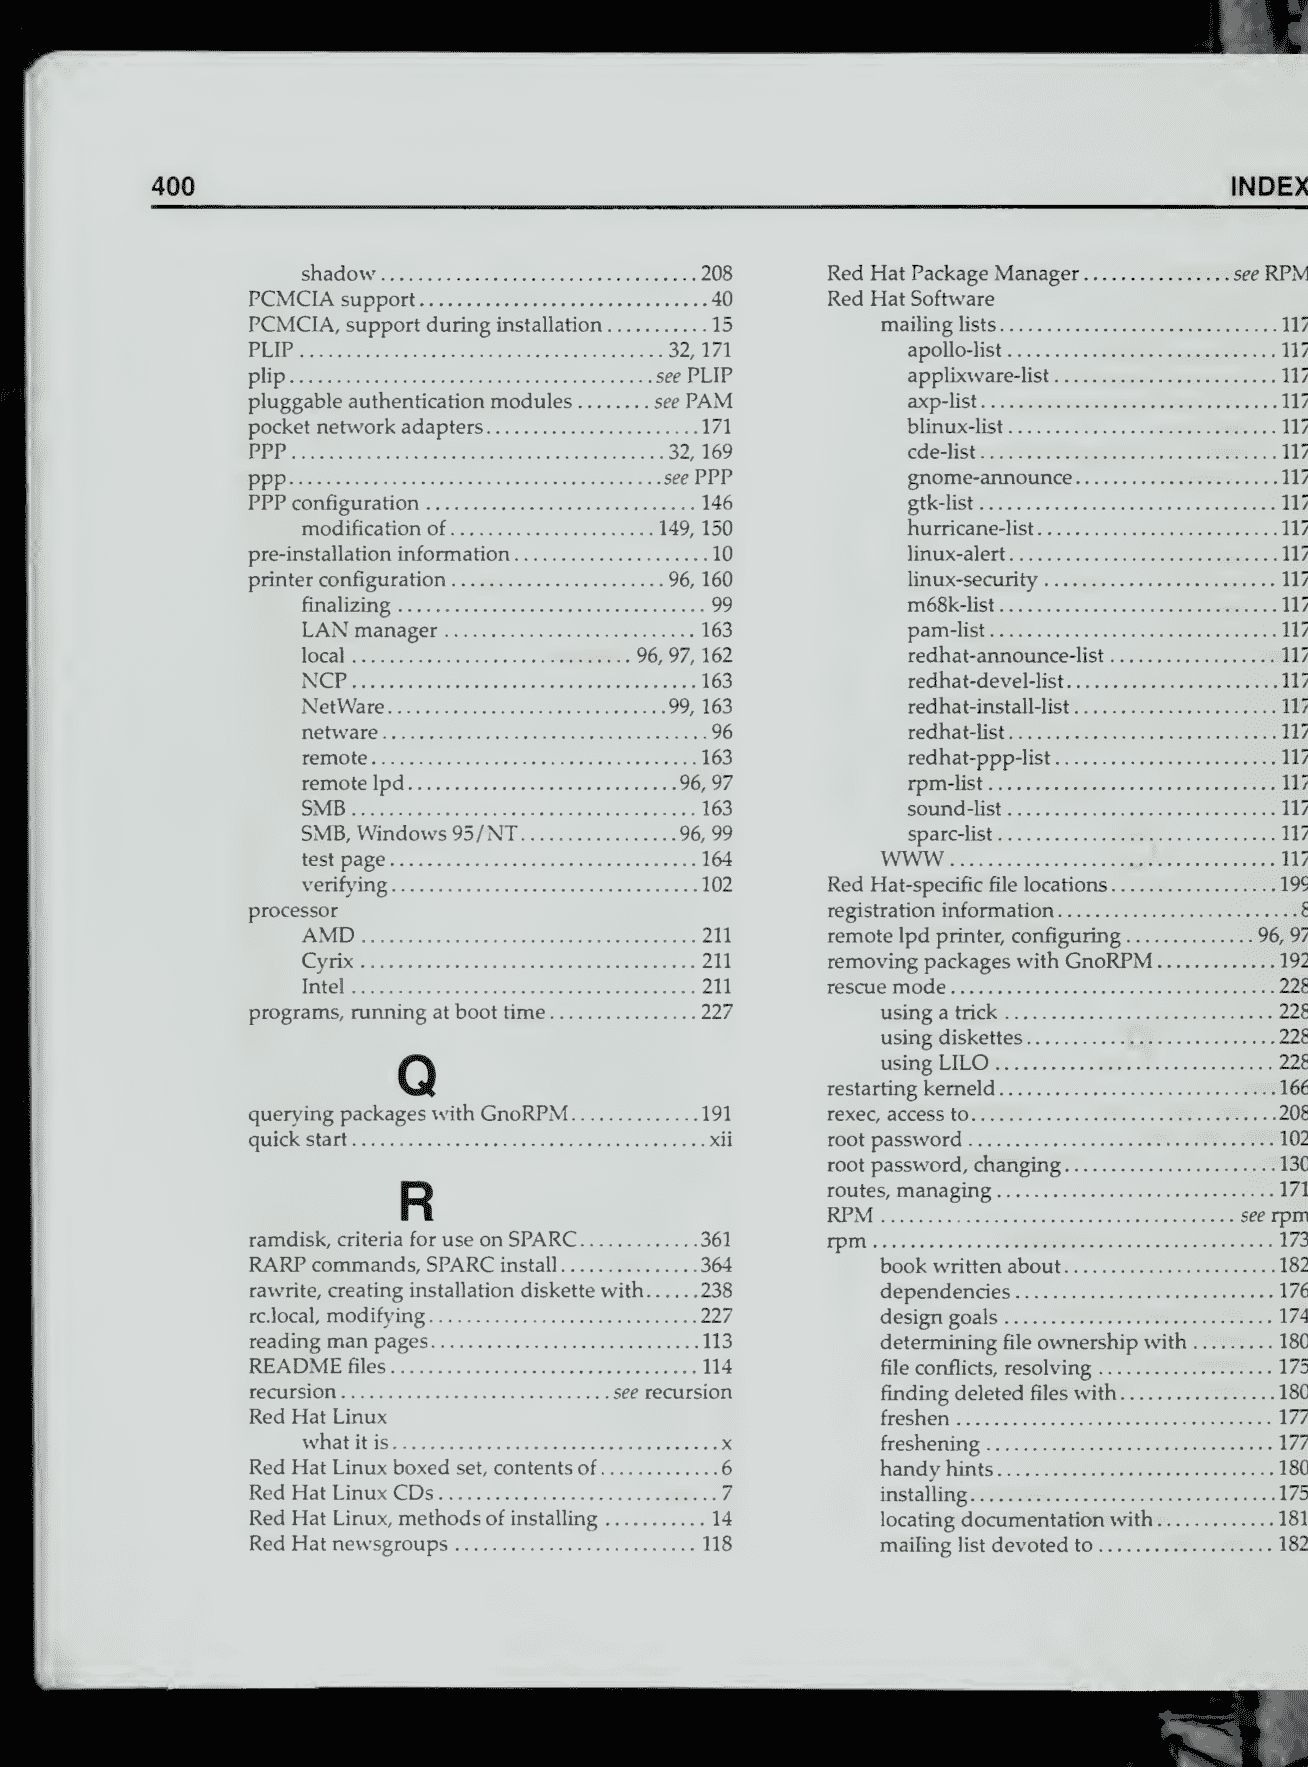 400
INDEX
shadow................................. 208
PCMCIA support............................... 40
PCMCIA, support during installation........... 15
PLIP....................................... 32, 171
plip....................................... see PLIP
pluggable authentication modules........ see PAM
pocket network adapters....................... 171
PPP........................................ 32, 169
ppp........................................ see PPP
PPP configuration............................. 146
modification of...................... 149, 150
pre-installation information..................... 10
printer configuration....................... 96, 160
finalizing................................. 99
LAN manager........................... 163
local.............................. 96, 97, 162
NCP..................................... 163
NetWare.............................. 99, 163
netware................................... 96
remote................................... 163
remote lpd............................. 96, 97
SMB..................................... 163
SMB, Windows 95/NT................. 96, 99
test page................................. 164
verifying................................. 102
processor
AMD.................................... 211
Cyrix.................................... 211
Intel..................................... 211
programs, running at boot time................ 227
Q
querying packages with GnoRPM.............. 191
quick start...................................... xii
R
ramdisk, criteria for use on SPARC............. 361
RARP commands, SPARC install............... 364
rawrite, creating installation diskette with...... 238
rc.local, modifying............................. 227
reading man pages............................. 113
README files................................. 114
recursion............................. see recursion
Red Hat Linux
what it is................................... x
Red Hat Linux boxed set, contents of............. 6
Red Hat Linux CDs.............................. 7
Red Hat Linux, methods of installing........... 14
Red Hat newsgroups.......................... 118
Red Hat Package Manager................ see RPM
Red Hat Software
mailing lists.............................. 117
apollo-list............................. 117
applixware-list........................ 117
axp-list................................ 117
blinux-list............................. 117
cde-list................................ 117
gnome-announce...................... 117
gtk-list................................ 117
hurricane-list.......................... 117
linux-alert............................. 117
linux-security......................... 117
m68k-list.............................. 117
pam-list............................... 117
redhat-announce-list.................. 117
redhat-devel-list....................... 117
redhat-install-list...................... 117
redhat-list............................. 117
redhat-ppp-list........................ 117
rpm-list............................... 117
sound-list............................. 117
sparc-list.............................. 117
WWW................................... 117
Red Hat-specific file locations.................. 199
registration information.......................... 8
remote lpd printer, configuring.............. 96, 97
removing packages with GnoRPM............. 192
rescue mode................................... 228
using a trick............................. 228
using diskettes........................... 228
using LILO.............................. 228
restarting kerneld.............................. 166
rexec, access to................................. 208
root password................................. 102
root password, changing....................... 130
routes, managing.............................. 171
RPM...................................... see rpm
rpm........................................... 173
book written about....................... 182
dependencies............................ 176
design goals............................. 174
determining file ownership with......... 180
file conflicts, resolving................... 175
finding deleted files with................. 180
freshen.................................. 177
freshening............................... 177
handy hints.............................. 180
installing................................. 175
locating documentation with............. 181
mailing list devoted to................... 182